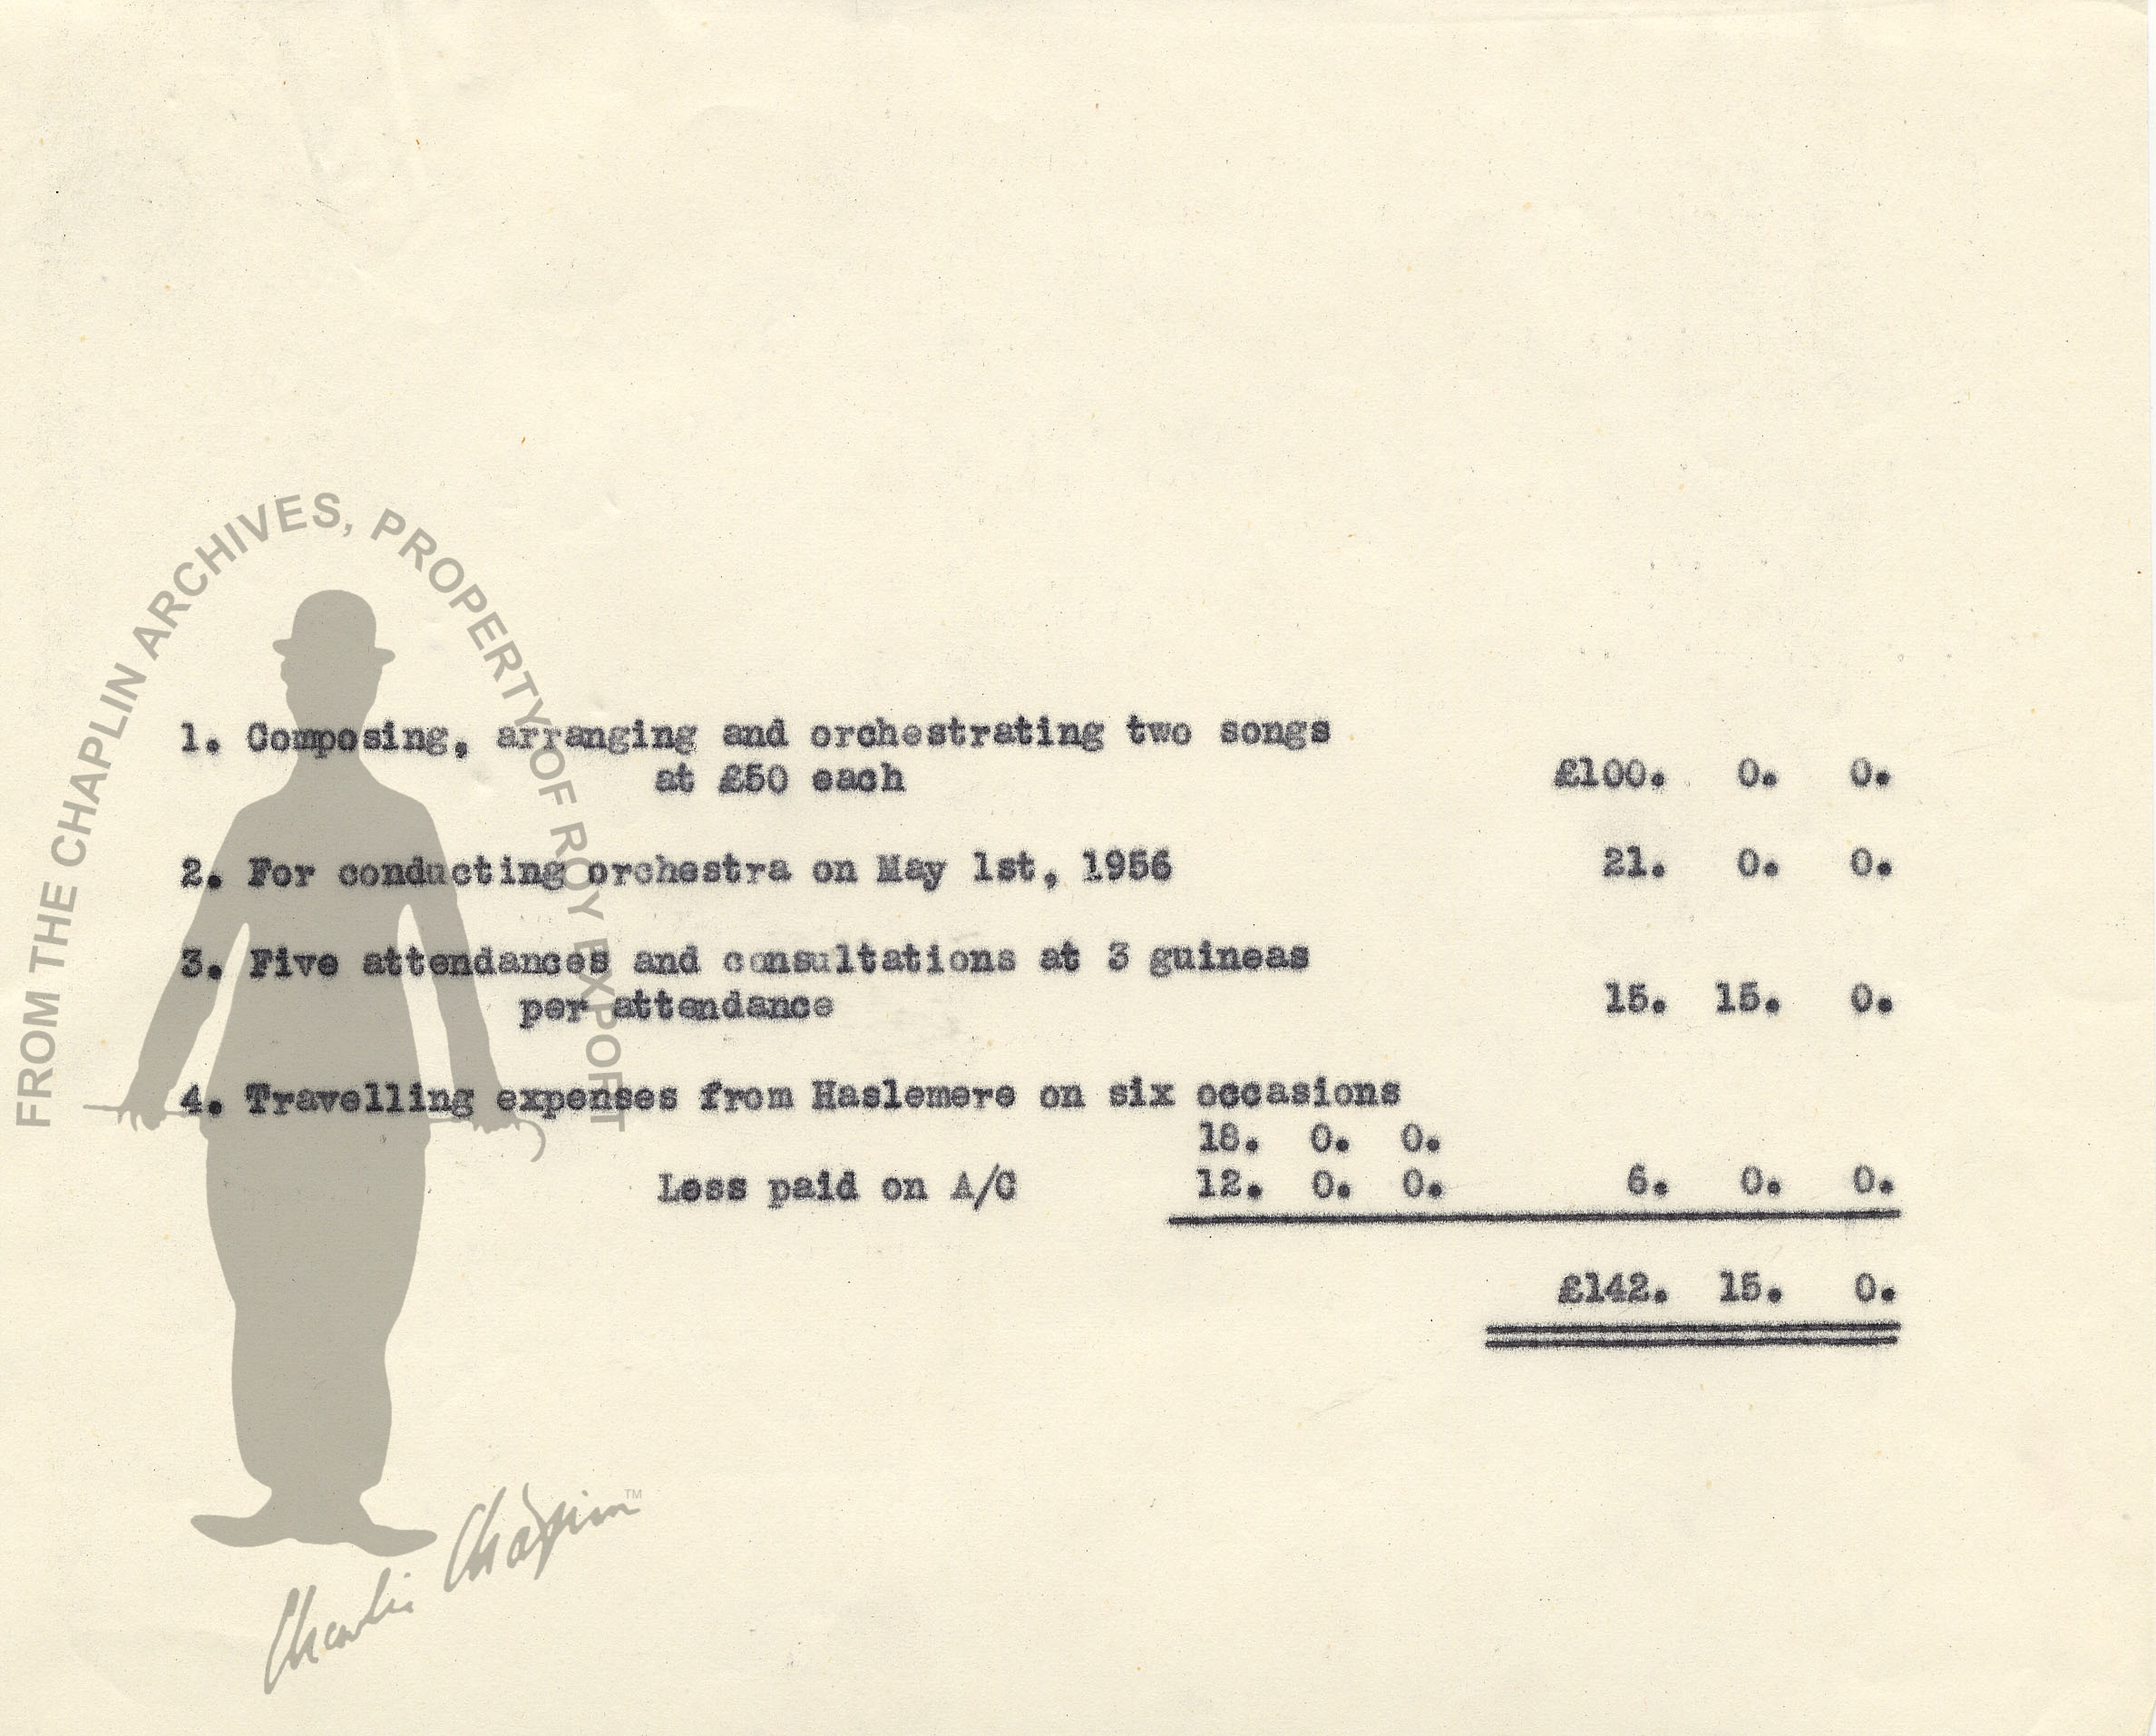 1. Composing, arranging and orchestrating two songs
at £50 each £100. 0. 0.
2. For conducting orchestra on May 1st, 1956 21. 0. 0.
3. Five attendances and consultations at 3 guineas
per attendance 15. 15. 0.
4. Travelling expenses from Haslemere on six occasions
18. 0. 0.
Less paid on A/C 12. 0. 0. 6. 0. 0.
£142. 15. 0.
FROM THE CHAPLIN ARCHIVES, PROPERTY OF ROY EXPORT
Charlie Chaplin™